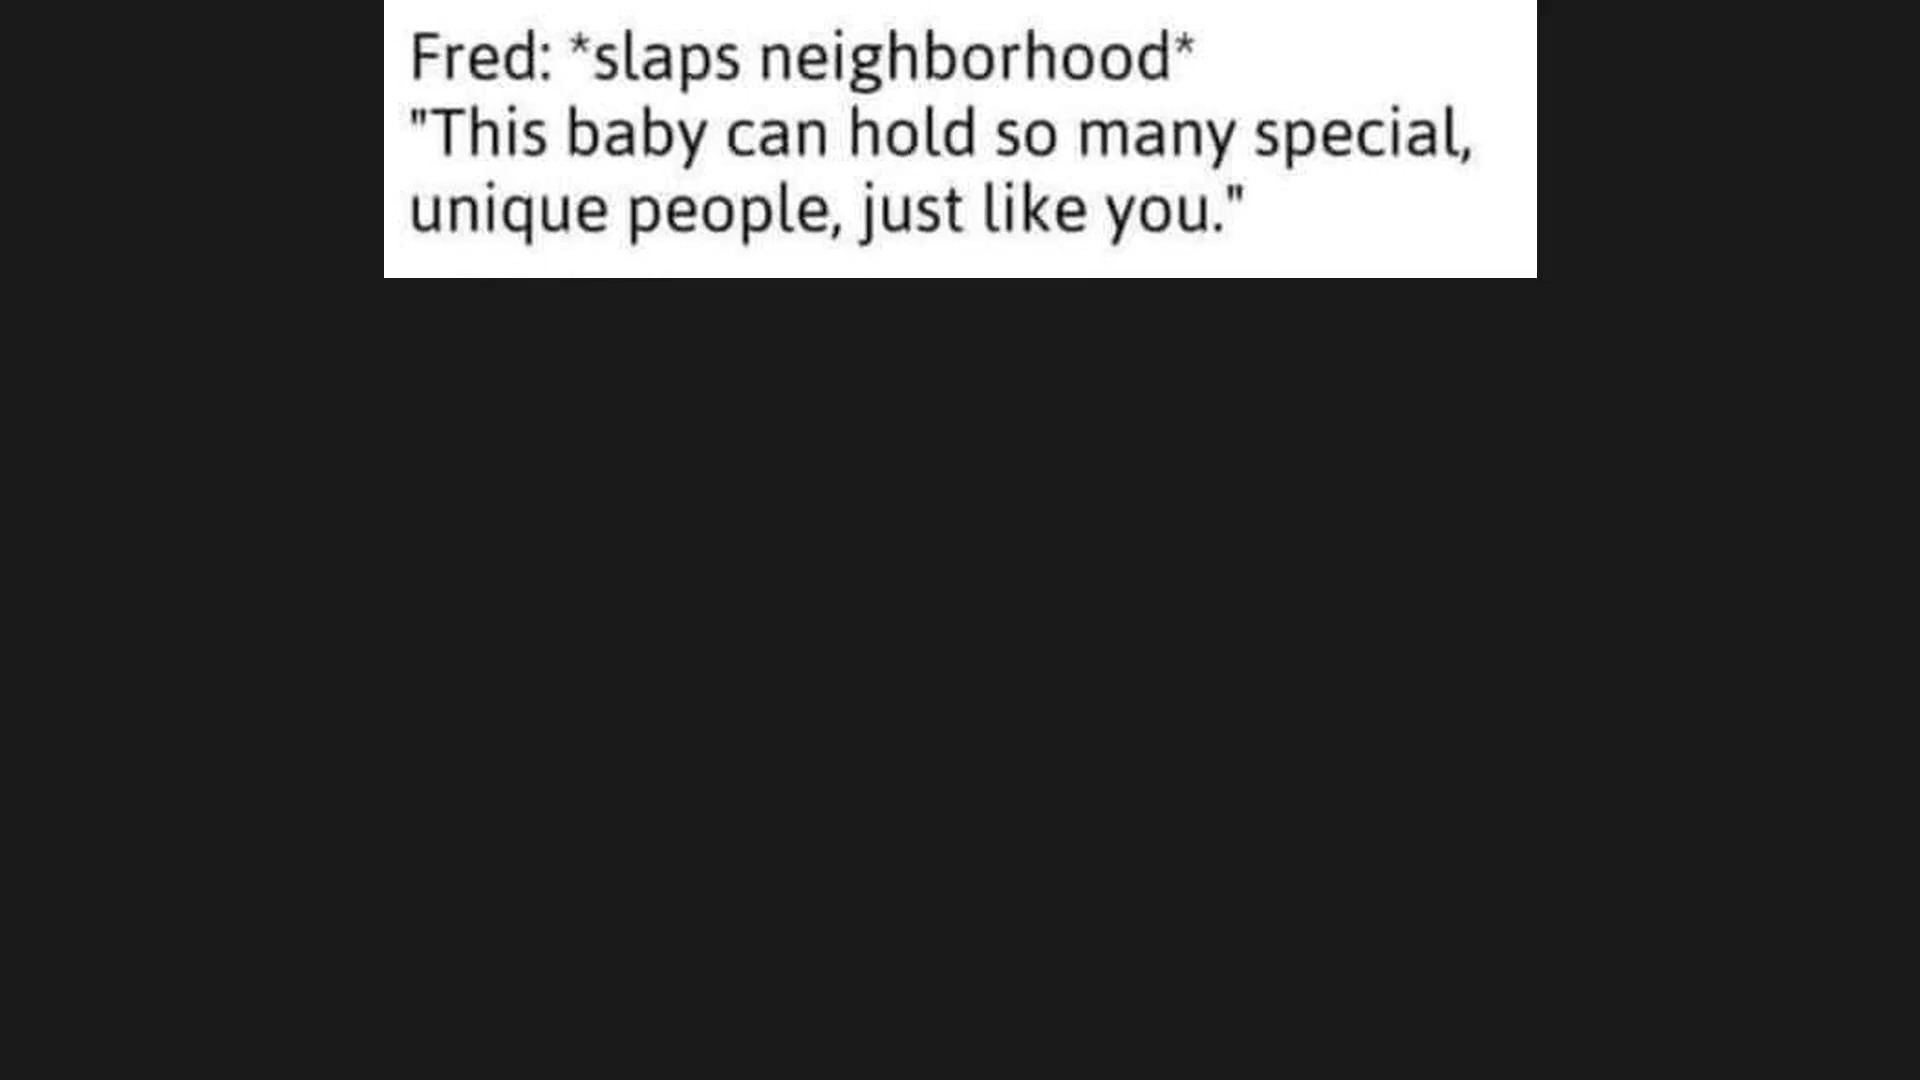 Fred: *slaps neighborhood*
"This baby can hold so many special,
unique people, just like you."